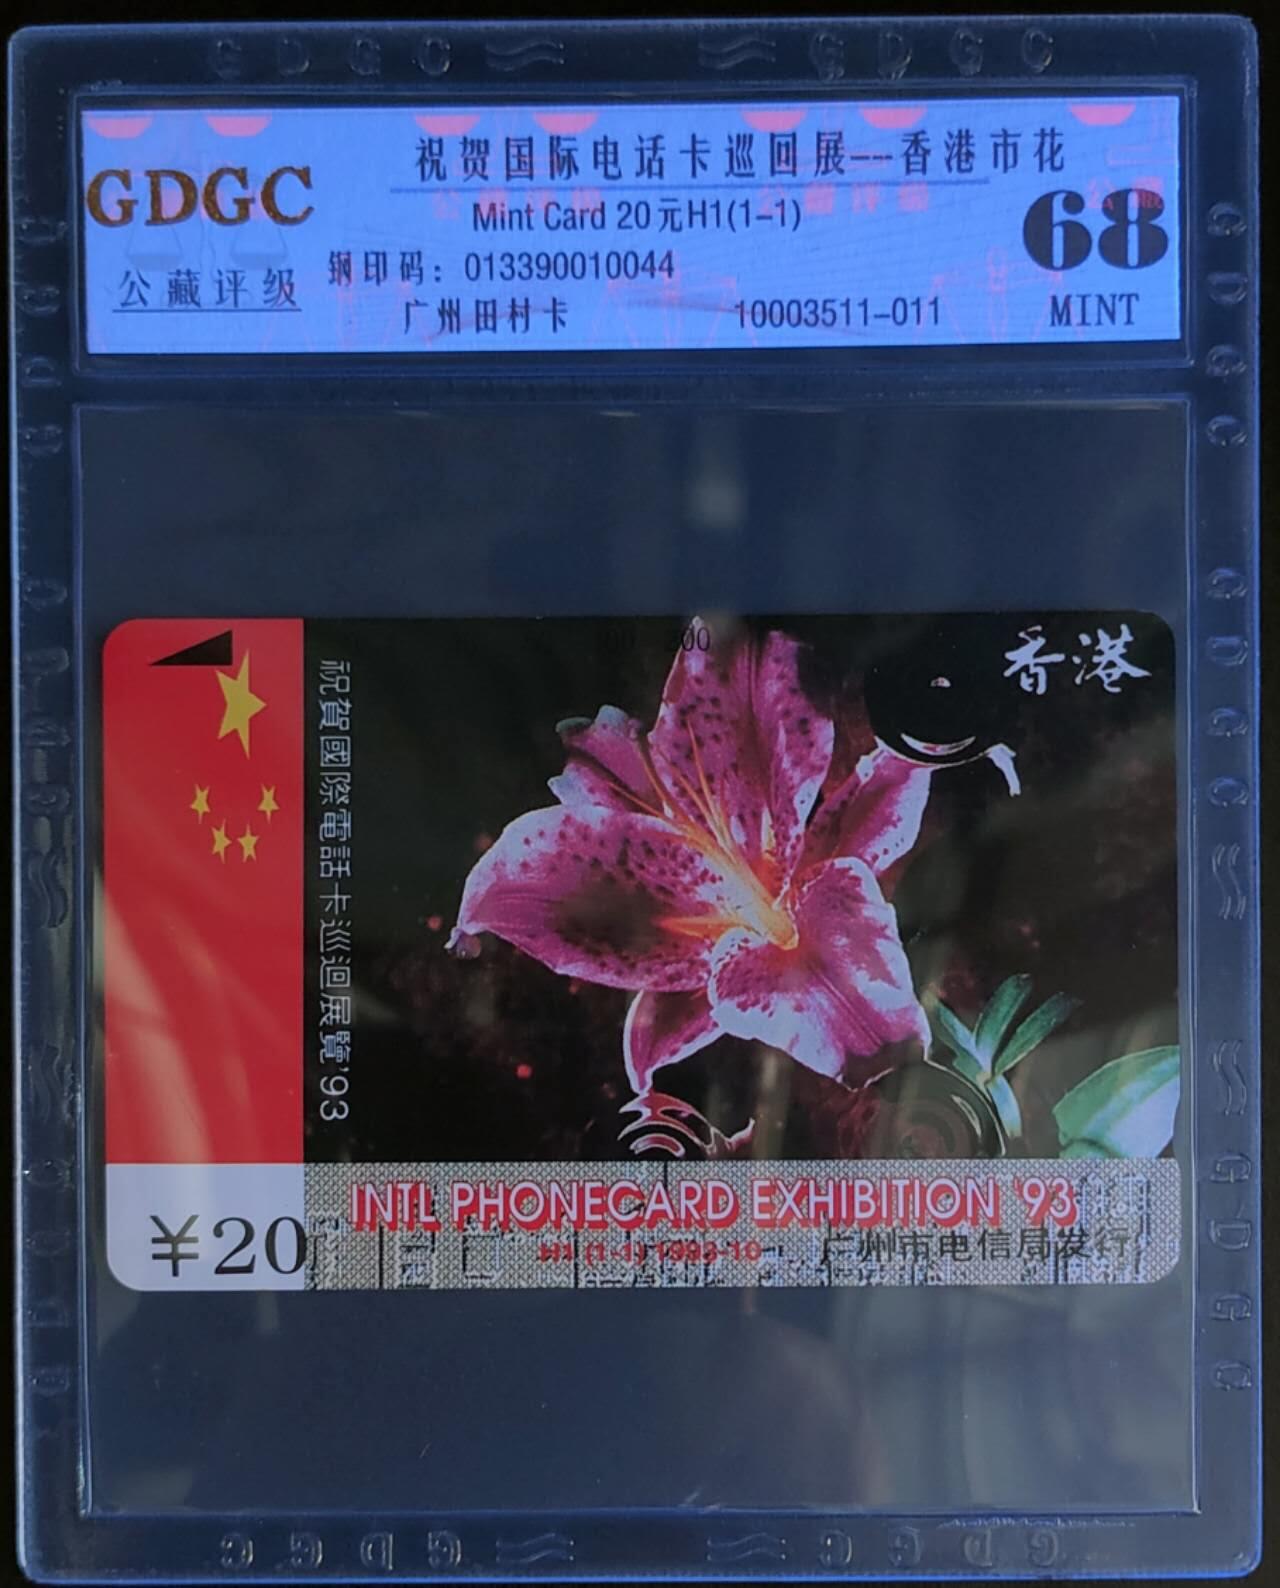 GDGC
公藏评级
祝贺国际电话卡巡回展---香港市花
Mint Card 20元H1(1-1)
钢印码：013390010044
广州田村卡 10003511-011
68
MINT
香港
祝賀國際電話卡巡迴展覽'93
INTL PHONECARD EXHIBITION '93
H1 (1-1) 1993-10
广州市电信局发行
¥20